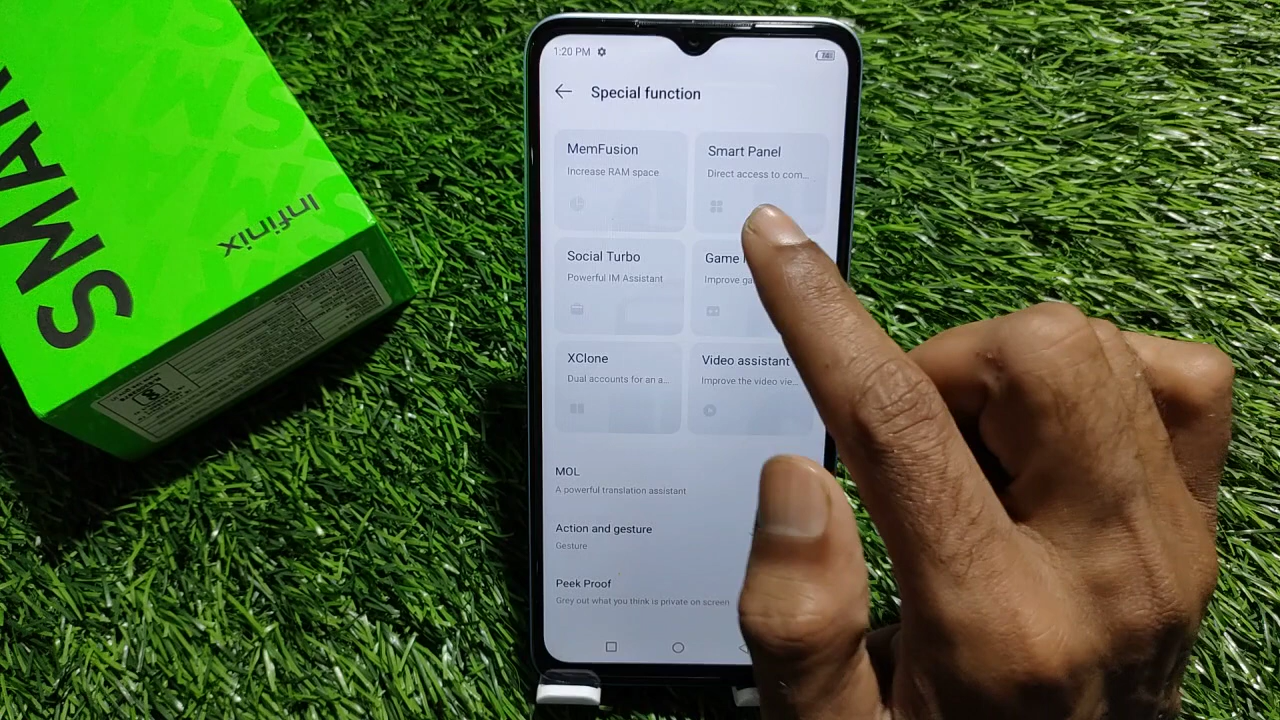 SMAR
Infinix
1:20 PM
Special function
MemFusion
Increase RAM space
Smart Panel
Direct access to com...
Social Turbo
Powerful IM Assistant
Game
Improve ga
XClone
Dual accounts for an a...
Video assistant
Improve the video vie...
MOL
A powerful translation assistant
Action and gesture
Gesture
Peek Proof
Grey out what you think is private on screen